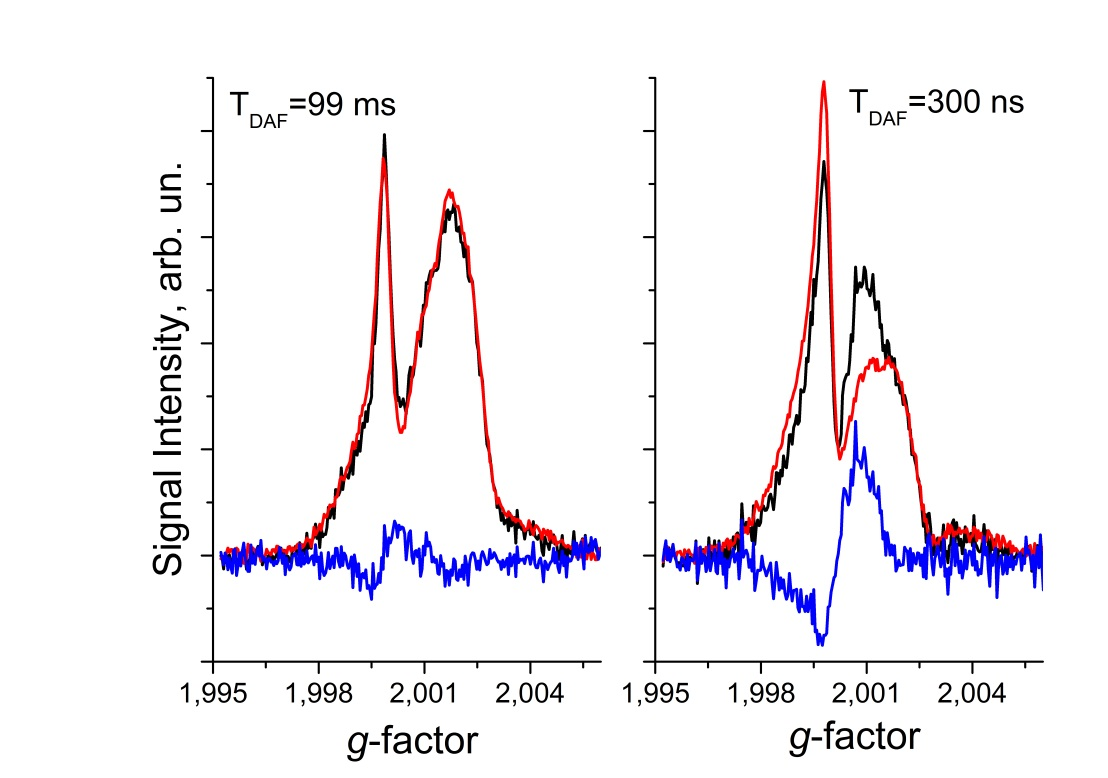 T_DAF=99 ms
T_DAF=300 ns
Signal Intensity, arb. un.
1,995 1,998 2,001 2,004
1,995 1,998 2,001 2,004
g-factor
g-factor